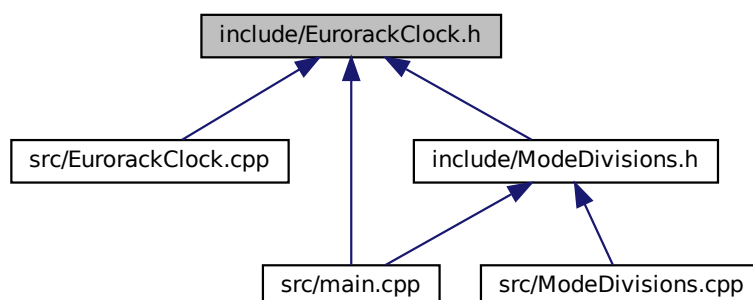 include/EurorackClock.h
src/EurorackClock.cpp
include/ModeDivisions.h
src/main.cpp
src/ModeDivisions.cpp